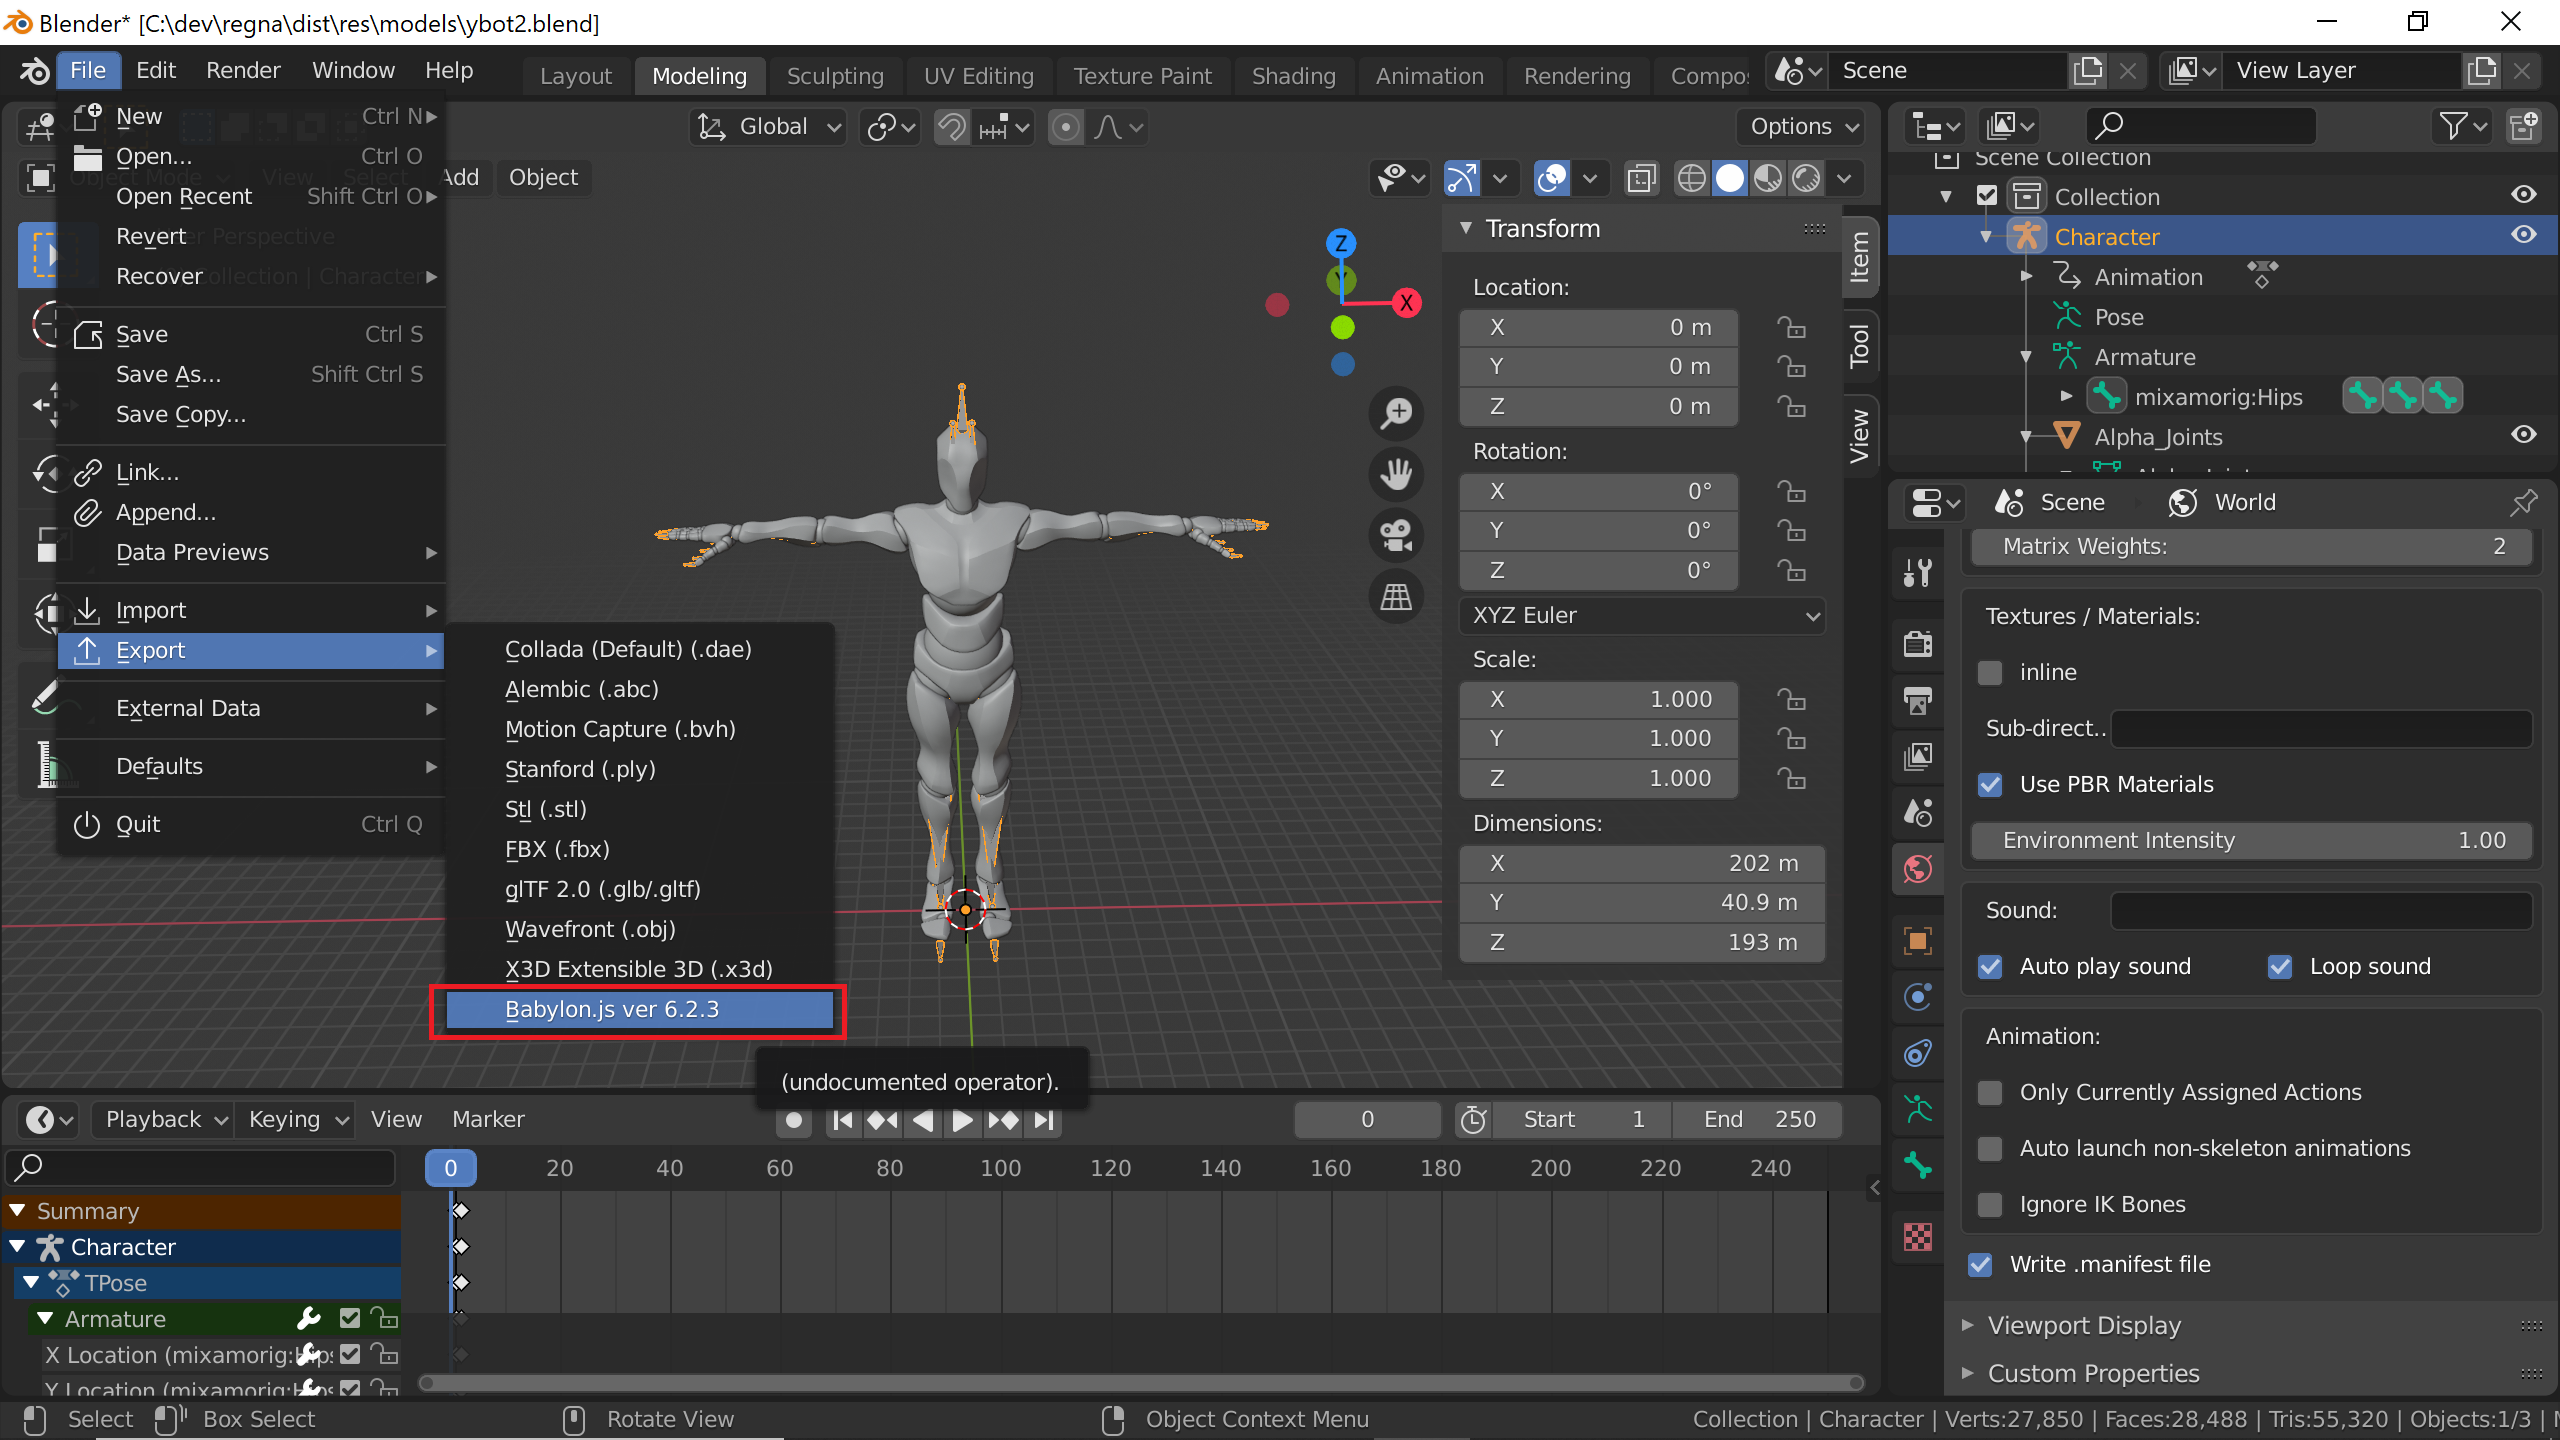 Blender* [C:\dev\regna\dist\res\models\ybot2.blend]
File Edit Render Window Help
Layout Modeling Sculpting UV Editing Texture Paint Shading Animation Rendering Compos
Scene
View Layer
New Ctrl N
Open... Ctrl O
Open Recent Shift Ctrl O
Revert
Recover
Save Ctrl S
Save As... Shift Ctrl S
Save Copy...
Link...
Append...
Data Previews
Import
Export
External Data
Defaults
Quit Ctrl Q
Object Mode View Select Add Object
Perspective
Collection | Character
Global
Options
Collada (Default) (.dae)
Alembic (.abc)
Motion Capture (.bvh)
Stanford (.ply)
Stl (.stl)
FBX (.fbx)
glTF 2.0 (.glb/.gltf)
Wavefront (.obj)
X3D Extensible 3D (.x3d)
Babylon.js ver 6.2.3
(undocumented operator).
Z
Y
X
Transform
Location:
X 0 m
Y 0 m
Z 0 m
Rotation:
X 0°
Y 0°
Z 0°
XYZ Euler
Scale:
X 1.000
Y 1.000
Z 1.000
Dimensions:
X 202 m
Y 40.9 m
Z 193 m
Item
Tool
View
Scene Collection
Collection
Character
Animation
Pose
Armature
mixamorig:Hips
Alpha_Joints
Scene World
Matrix Weights: 2
Textures / Materials:
inline
Sub-direct..
Use PBR Materials
Environment Intensity 1.00
Sound:
Auto play sound Loop sound
Animation:
Only Currently Assigned Actions
Auto launch non-skeleton animations
Ignore IK Bones
Write .manifest file
Viewport Display
Custom Properties
Playback Keying View Marker
0
Start 1
End 250
0 20 40 60 80 100 120 140 160 180 200 220 240
Summary
Character
TPose
Armature
X Location (mixamorig:Hips
Y Location (mixamorig:Hips
Select Box Select Rotate View Object Context Menu
Collection | Character | Verts:27,850 | Faces:28,488 | Tris:55,320 | Objects:1/3 |